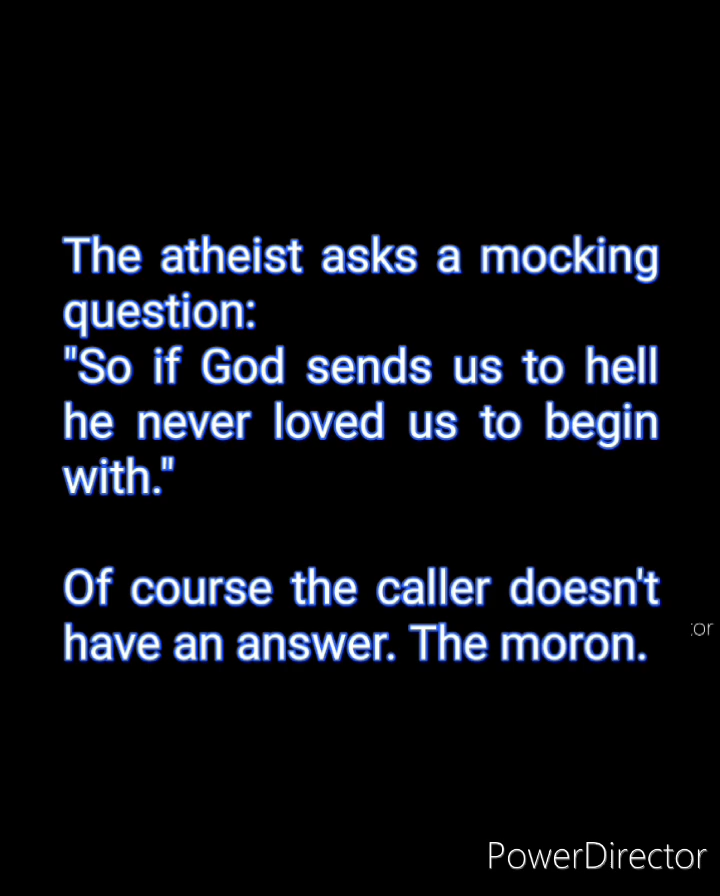 The atheist asks a mocking
question:
"So if God sends us to hell
he never loved us to begin
with."
Of course the caller doesn't
have an answer. The moron.
:or
PowerDirector